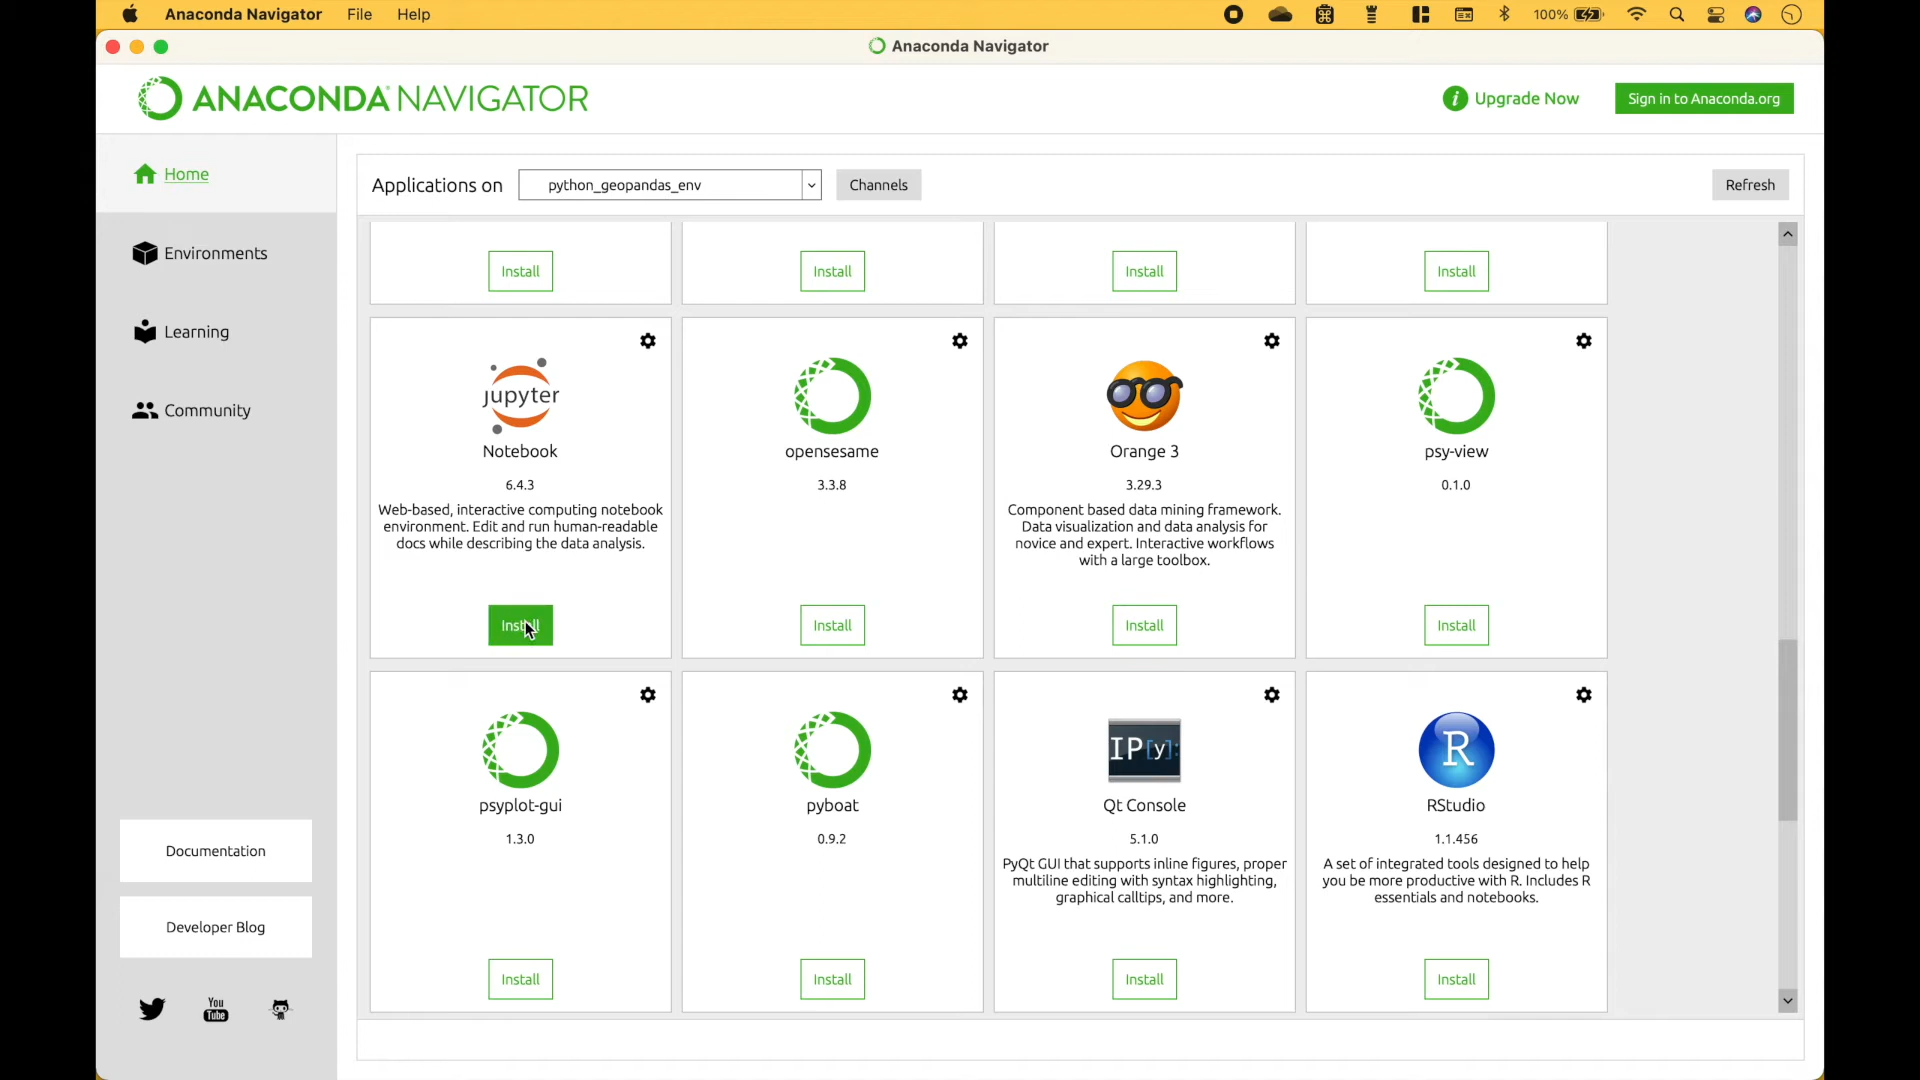 Anaconda Navigator File Help 100%
Anaconda Navigator
ANACONDA NAVIGATOR
i Upgrade Now Sign in to Anaconda.org
Home
Environments
Learning
Community
Documentation
Developer Blog
You
Tube
Applications on python_geopandas_env Channels Refresh
Install Install Install Install
jupyter
Notebook
6.4.3
Web-based, interactive computing notebook
environment. Edit and run human-readable
docs while describing the data analysis.
Install
opensesame
3.3.8
Install
Orange 3
3.29.3
Component based data mining framework.
Data visualization and data analysis for
novice and expert. Interactive workflows
with a large toolbox.
Install
psy-view
0.1.0
Install
psyplot-gui
1.3.0
Install
pyboat
0.9.2
Install
IP[y]:
Qt Console
5.1.0
PyQt GUI that supports inline figures, proper
multiline editing with syntax highlighting,
graphical calltips, and more.
Install
R
RStudio
1.1.456
A set of integrated tools designed to help
you be more productive with R. Includes R
essentials and notebooks.
Install